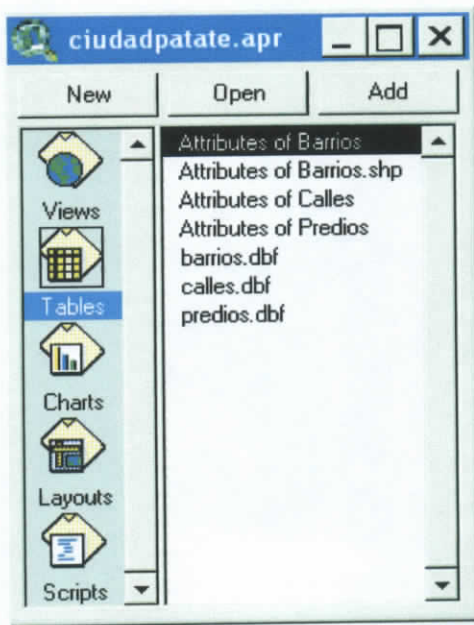 ciudadpatate.apr
New Open Add
Views
Tables
Charts
Layouts
Scripts
Attributes of Barrios
Attributes of Barrios.shp
Attributes of Calles
Attributes of Predios
barrios.dbf
calles.dbf
predios.dbf